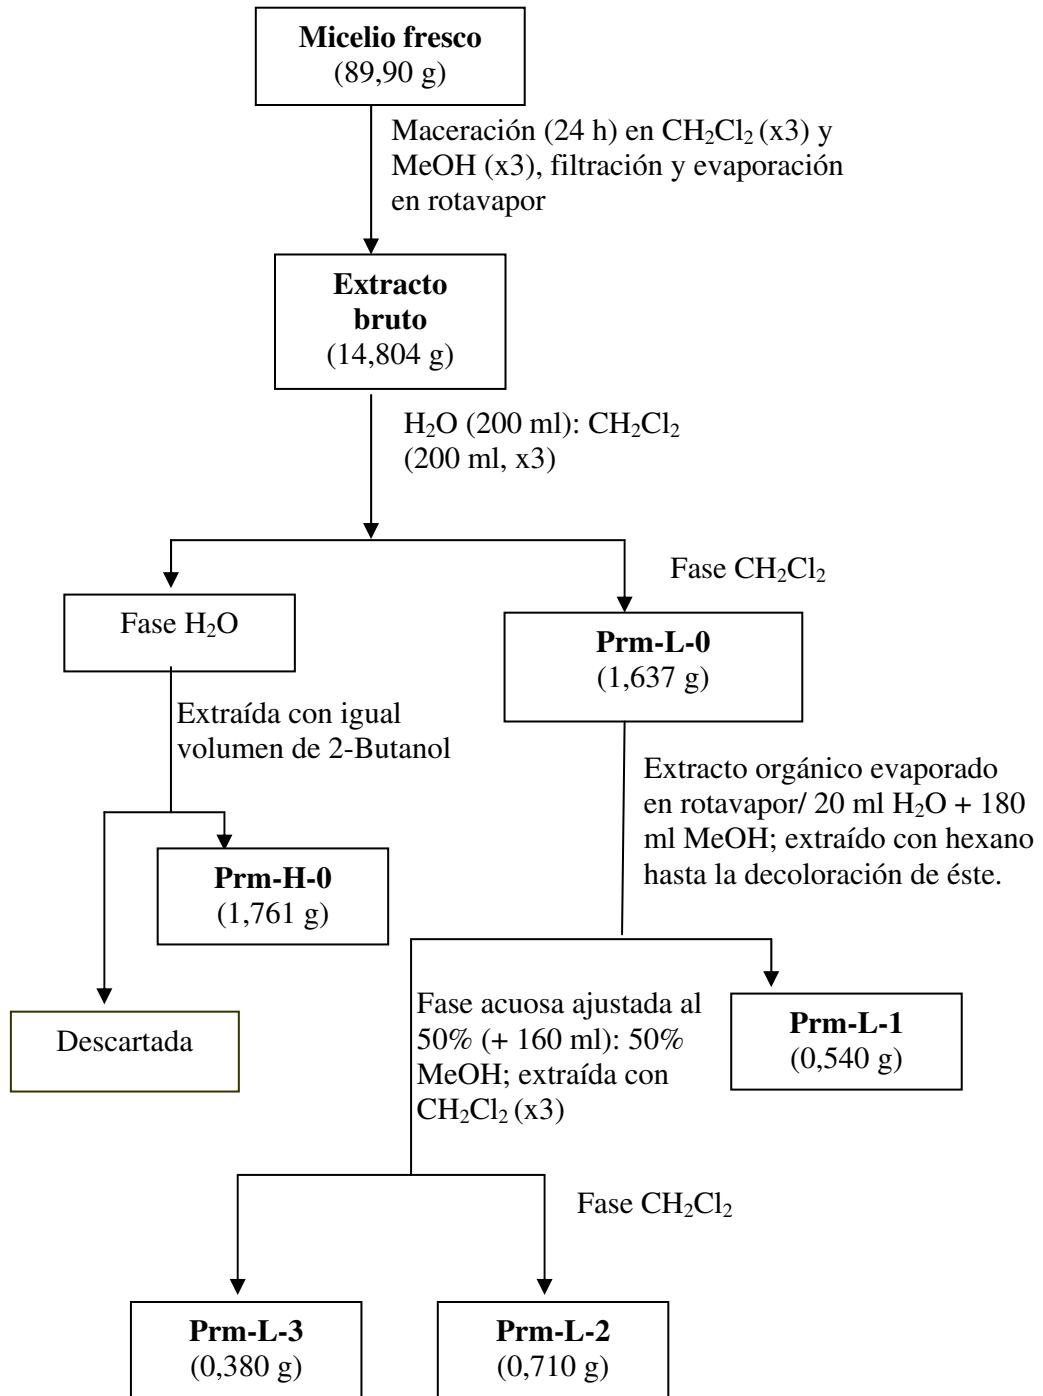 Micelio fresco
(89,90 g)
Maceración (24 h) en CH₂Cl₂ (x3) y
MeOH (x3), filtración y evaporación
en rotavapor
Extracto
bruto
(14,804 g)
H₂O (200 ml): CH₂Cl₂
(200 ml, x3)
Fase CH₂Cl₂
Fase H₂O
Prm-L-0
(1,637 g)
Extraída con igual
volumen de 2-Butanol
Extracto orgánico evaporado
en rotavapor/ 20 ml H₂O + 180
ml MeOH; extraído con hexano
hasta la decoloración de éste.
Prm-H-0
(1,761 g)
Fase acuosa ajustada al
50% (+ 160 ml): 50%
MeOH; extraída con
CH₂Cl₂ (x3)
Prm-L-1
(0,540 g)
Descartada
Fase CH₂Cl₂
Prm-L-3
(0,380 g)
Prm-L-2
(0,710 g)